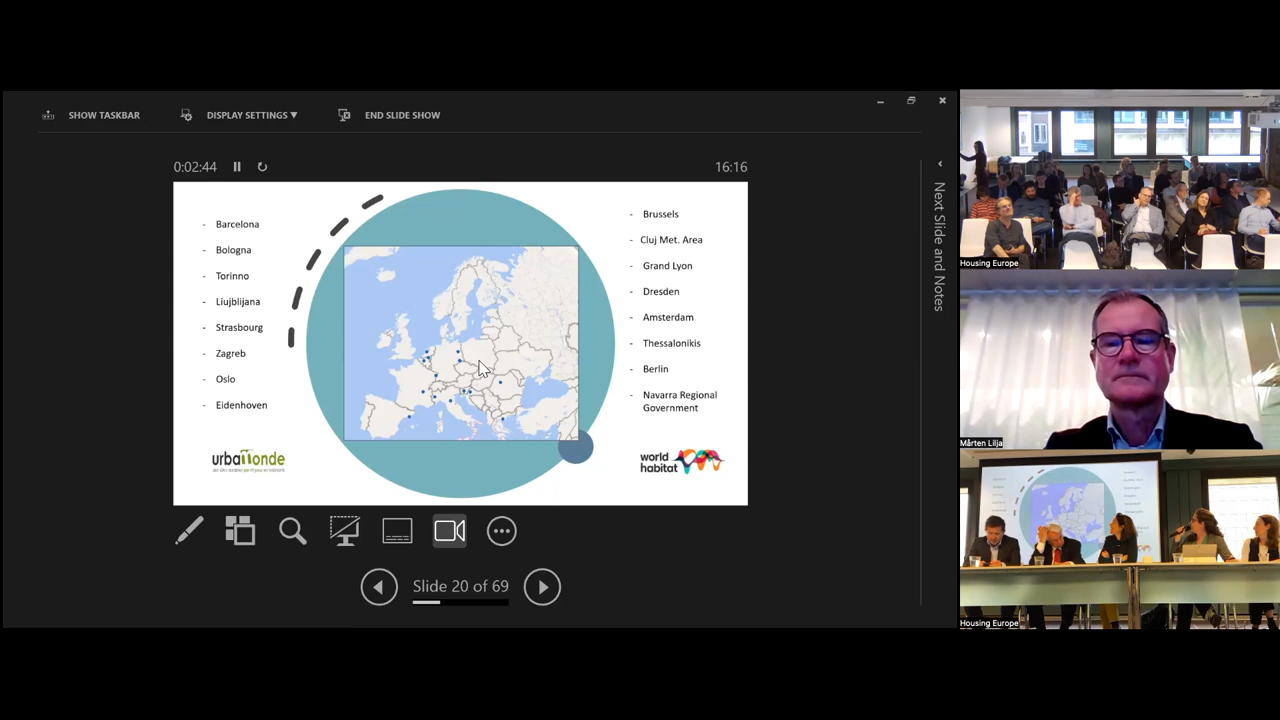 SHOW TASKBAR
DISPLAY SETTINGS ▼
END SLIDE SHOW
0:02:44
16:16
- Barcelona
- Bologna
- Torinno
- Liujblijana
- Strasbourg
- Zagreb
- Oslo
- Eidenhoven
- Brussels
- Cluj Met. Area
- Grand Lyon
- Dresden
- Amsterdam
- Thessalonikis
- Berlin
- Navarra Regional
Government
urbamonde
world
habitat
Slide 20 of 69
Next Slide and Notes
Housing Europe
Mårten Lilja
Housing Europe